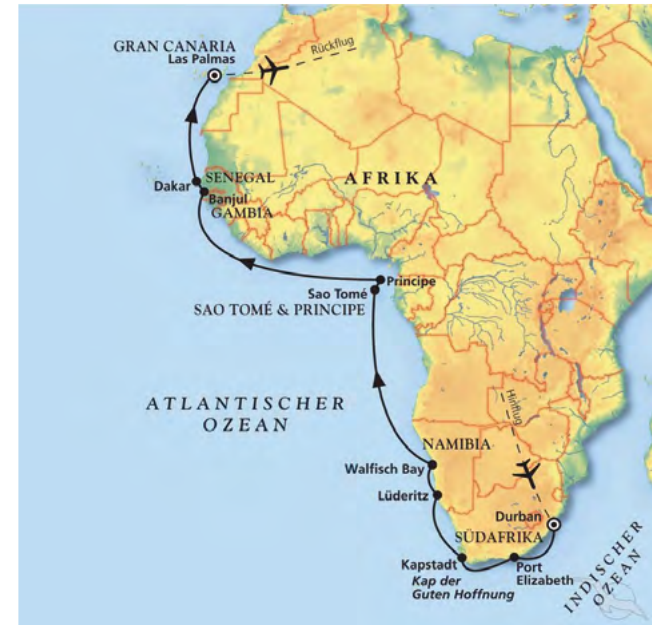 GRAN CANARIA
Las Palmas
Rückflug
AFRIKA
SENEGAL
Dakar
Banjul
GAMBIA
Principe
Sao Tomé
SAO TOMÉ & PRINCIPE
ATLANTISCHER
OZEAN
Hinflug
NAMIBIA
Walfisch Bay
Lüderitz
Durban
SÜDAFRIKA
Kapstadt
Kap der
Guten Hoffnung
Port
Elizabeth
INDISCHER
OZEAN